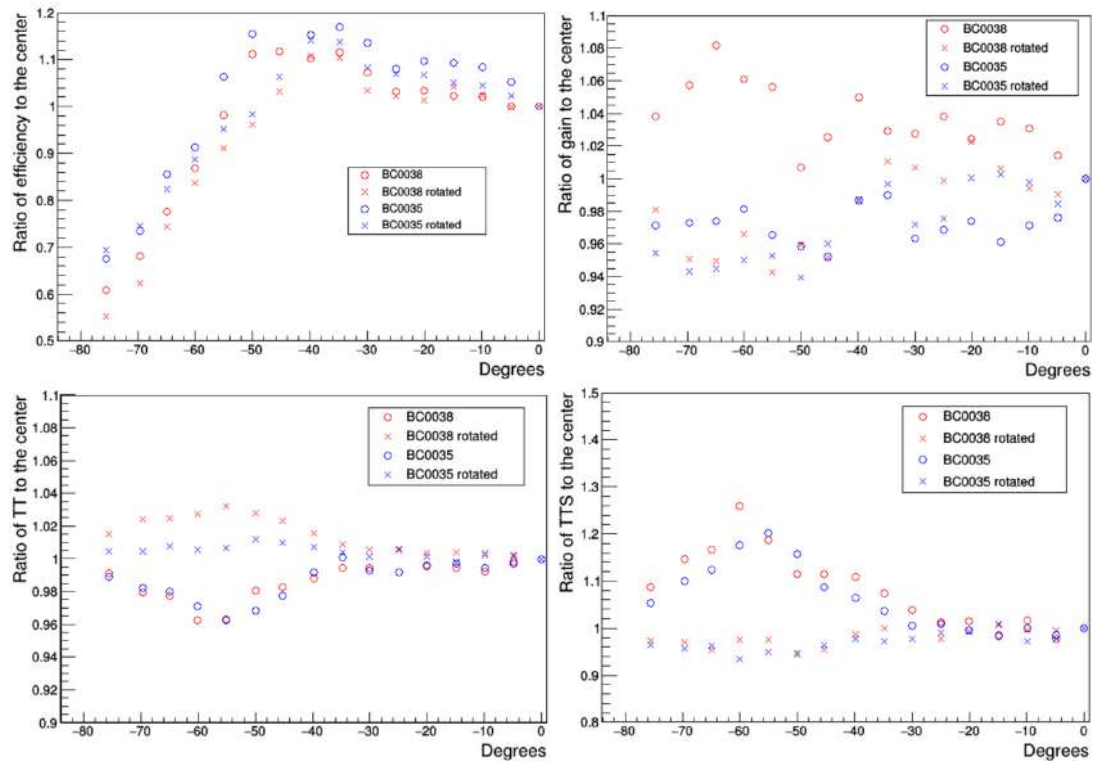 Ratio of efficiency to the center
1.2
1.1
1
0.9
0.8
0.7
0.6
0.5
BC0038
BC0038 rotated
BC0035
BC0035 rotated
−80 −70 −60 −50 −40 −30 −20 −10 0
Degrees
Ratio of gain to the center
1.1
1.08
1.06
1.04
1.02
1
0.98
0.96
0.94
0.92
0.9
BC0038
BC0038 rotated
BC0035
BC0035 rotated
−80 −70 −60 −50 −40 −30 −20 −10 0
Degrees
Ratio of TT to the center
1.1
1.08
1.06
1.04
1.02
1
0.98
0.96
0.94
0.92
0.9
BC0038
BC0038 rotated
BC0035
BC0035 rotated
−80 −70 −60 −50 −40 −30 −20 −10 0
Degrees
Ratio of TTS to the center
1.5
1.4
1.3
1.2
1.1
1
0.9
0.8
BC0038
BC0038 rotated
BC0035
BC0035 rotated
−80 −70 −60 −50 −40 −30 −20 −10 0
Degrees